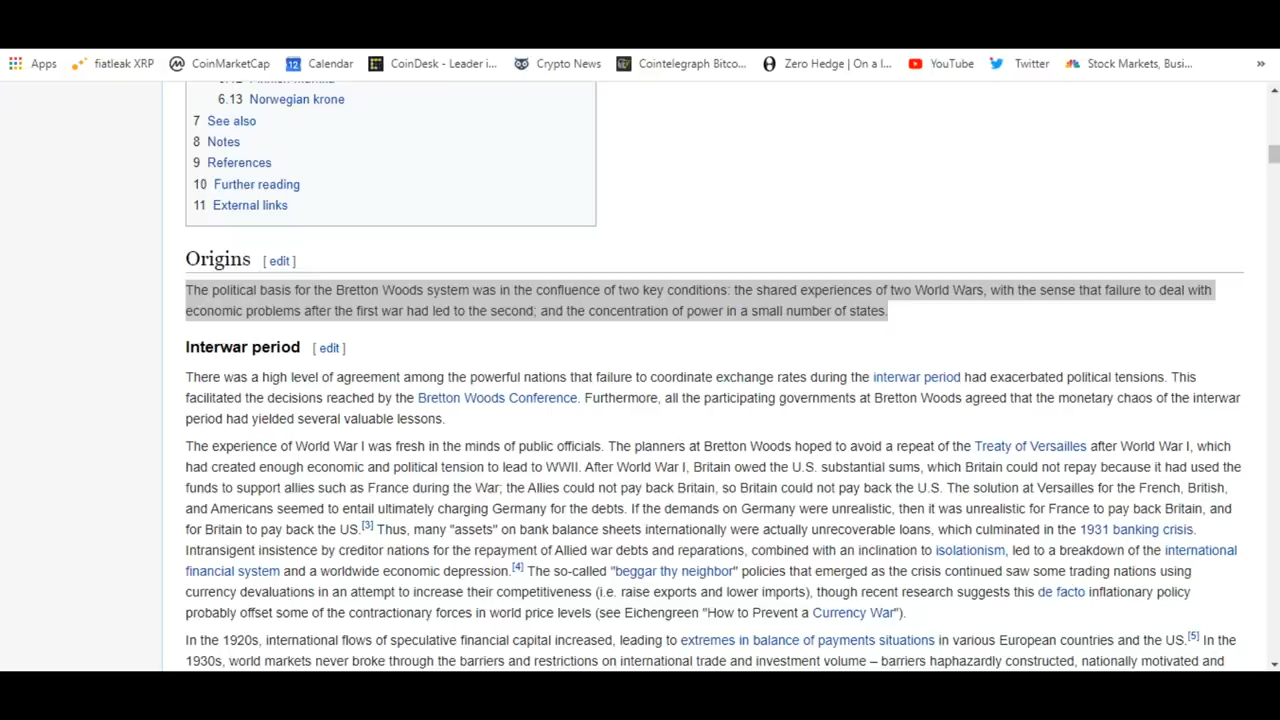 Apps fiatleak XRP CoinMarketCap 12 Calendar CoinDesk - Leader i... Crypto News Cointelegraph Bitco... Zero Hedge | On a l... YouTube Twitter Stock Markets, Busi... »
6.13 Norwegian krone
7 See also
8 Notes
9 References
10 Further reading
11 External links
Origins [ edit ]
The political basis for the Bretton Woods system was in the confluence of two key conditions: the shared experiences of two World Wars, with the sense that failure to deal with
economic problems after the first war had led to the second; and the concentration of power in a small number of states.
Interwar period [ edit ]
There was a high level of agreement among the powerful nations that failure to coordinate exchange rates during the interwar period had exacerbated political tensions. This
facilitated the decisions reached by the Bretton Woods Conference. Furthermore, all the participating governments at Bretton Woods agreed that the monetary chaos of the interwar
period had yielded several valuable lessons.
The experience of World War I was fresh in the minds of public officials. The planners at Bretton Woods hoped to avoid a repeat of the Treaty of Versailles after World War I, which
had created enough economic and political tension to lead to WWII. After World War I, Britain owed the U.S. substantial sums, which Britain could not repay because it had used the
funds to support allies such as France during the War; the Allies could not pay back Britain, so Britain could not pay back the U.S. The solution at Versailles for the French, British,
and Americans seemed to entail ultimately charging Germany for the debts. If the demands on Germany were unrealistic, then it was unrealistic for France to pay back Britain, and
for Britain to pay back the US.[3] Thus, many "assets" on bank balance sheets internationally were actually unrecoverable loans, which culminated in the 1931 banking crisis.
Intransigent insistence by creditor nations for the repayment of Allied war debts and reparations, combined with an inclination to isolationism, led to a breakdown of the international
financial system and a worldwide economic depression.[4] The so-called "beggar thy neighbor" policies that emerged as the crisis continued saw some trading nations using
currency devaluations in an attempt to increase their competitiveness (i.e. raise exports and lower imports), though recent research suggests this de facto inflationary policy
probably offset some of the contractionary forces in world price levels (see Eichengreen "How to Prevent a Currency War").
In the 1920s, international flows of speculative financial capital increased, leading to extremes in balance of payments situations in various European countries and the US.[5] In the
1930s, world markets never broke through the barriers and restrictions on international trade and investment volume – barriers haphazardly constructed, nationally motivated and